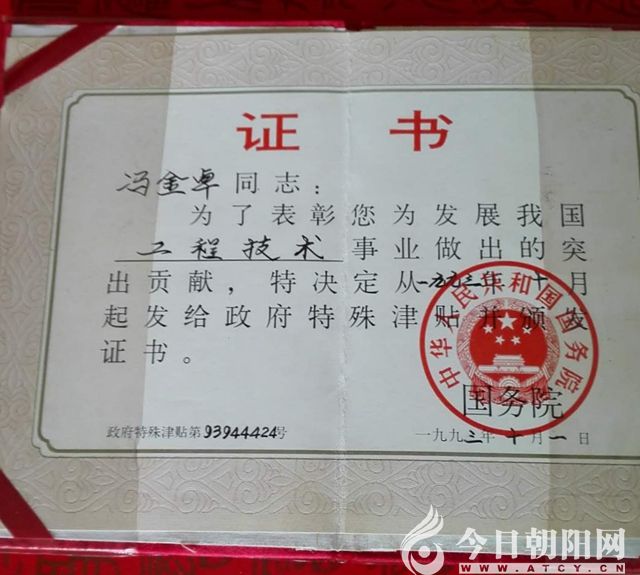 证书
冯金卓同志：
为了表彰您为发展我国
工程技术事业做出的突
出贡献，特决定从一九九三年十月
起发给政府特殊津贴并颁发
证书。
中华人民共和国国务院
国务院
政府特殊津贴第93944424号
一九九三年十月一日
今日朝阳网
WWW.ATCY.CN